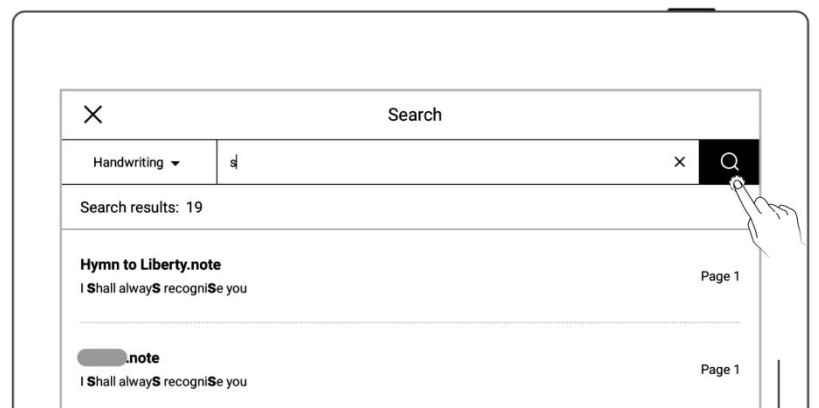 Search
Handwriting
s
Search results: 19
Hymn to Liberty.note
I Shall alwayS recogniSe you
Page 1
.note
I Shall alwayS recogniSe you
Page 1